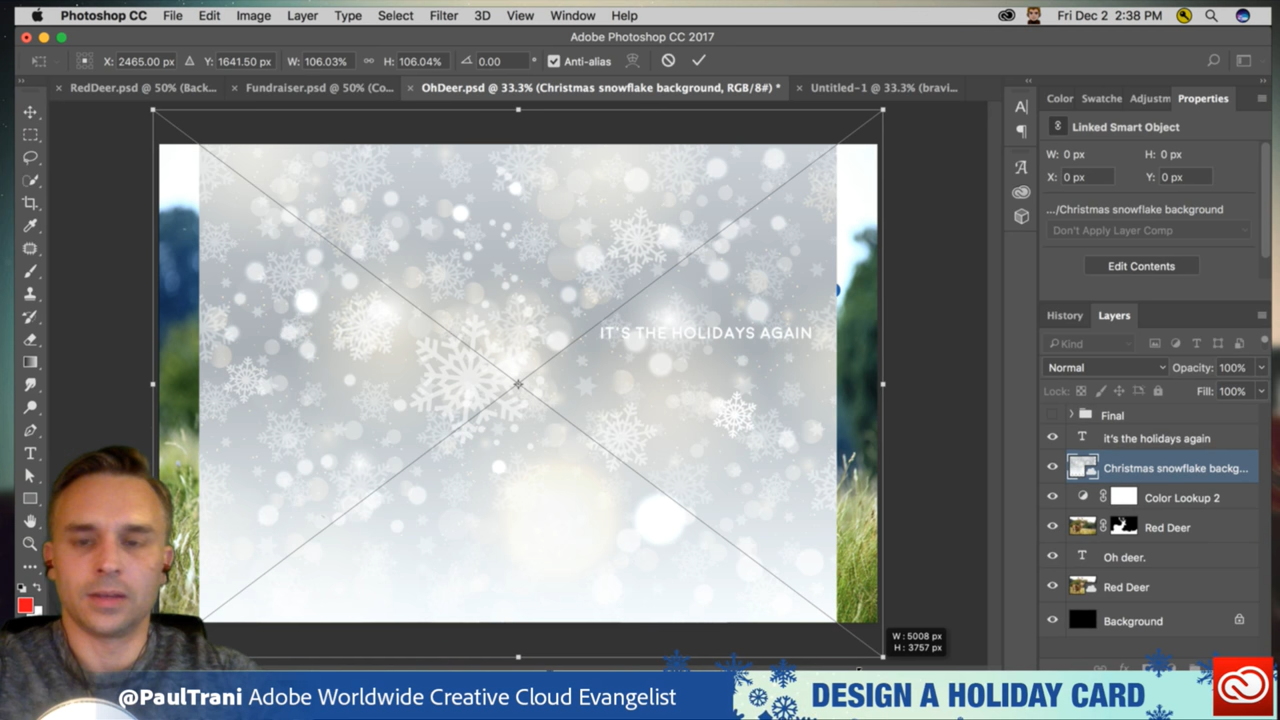 Photoshop CC File Edit Image Layer Type Select Filter 3D View Window Help Fri Dec 2 2:38 PM
Adobe Photoshop CC 2017
X: 2465.00 px Y: 1641.50 px W: 106.03% H: 106.04% 0.00 ° Anti-alias
× RedDeer.psd @ 50% (Back... × Fundraiser.psd @ 50% (Co... × OhDeer.psd @ 33.3% (Christmas snowflake background, RGB/8#) * × Untitled-1 @ 33.3% (bravi...
Color Swatche Adjustm Properties
Linked Smart Object
W: 0 px H: 0 px
X: 0 px Y: 0 px
.../Christmas snowflake background
Don't Apply Layer Comp
Edit Contents
History Layers
Kind
Normal Opacity: 100%
Lock: Fill: 100%
Final
it's the holidays again
Christmas snowflake backg...
Color Lookup 2
Red Deer
Oh deer.
Red Deer
Background
IT'S THE HOLIDAYS AGAIN
W: 5008 px
H: 3757 px
@PaulTrani Adobe Worldwide Creative Cloud Evangelist
DESIGN A HOLIDAY CARD